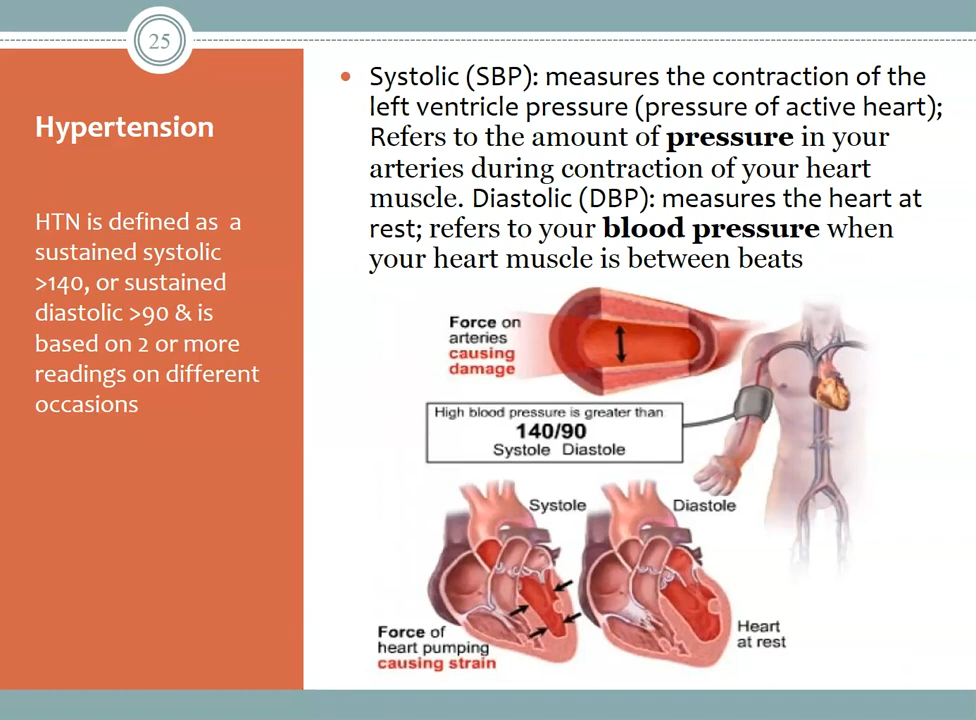 25
Hypertension
HTN is defined as a
sustained systolic
>140, or sustained
diastolic >90 & is
based on 2 or more
readings on different
occasions
• Systolic (SBP): measures the contraction of the
left ventricle pressure (pressure of active heart);
Refers to the amount of pressure in your
arteries during contraction of your heart
muscle. Diastolic (DBP): measures the heart at
rest; refers to your blood pressure when
your heart muscle is between beats
Force on
arteries
causing
damage
High blood pressure is greater than
140/90
Systole Diastole
Systole
Diastole
Force of
heart pumping
causing strain
Heart
at rest